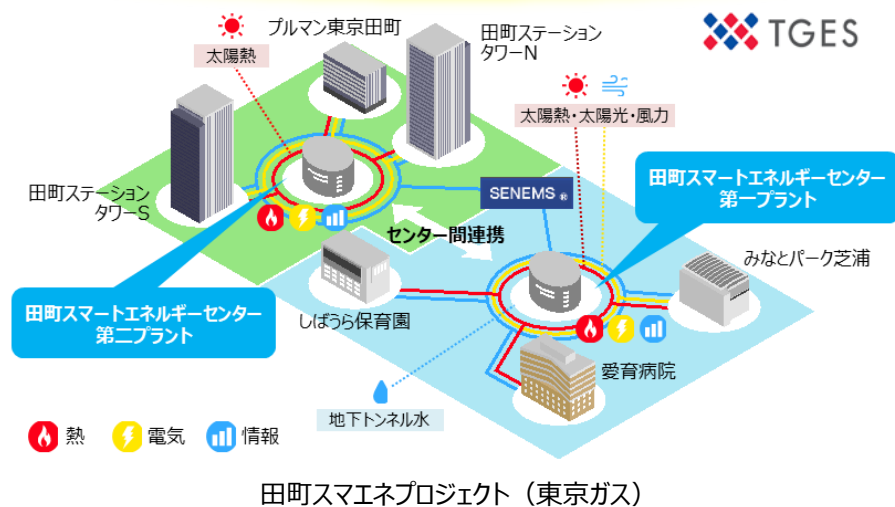 プルマン東京田町
田町ステーション
タワーN
TGES
太陽熱
太陽熱・太陽光・風力
田町ステーション
タワーS
SENEMS ®
田町スマートエネルギーセンター
第一プラント
センター間連携
みなとパーク芝浦
田町スマートエネルギーセンター
第二プラント
しばうら保育園
愛育病院
地下トンネル水
熱 電気 情報
田町スマエネプロジェクト（東京ガス）